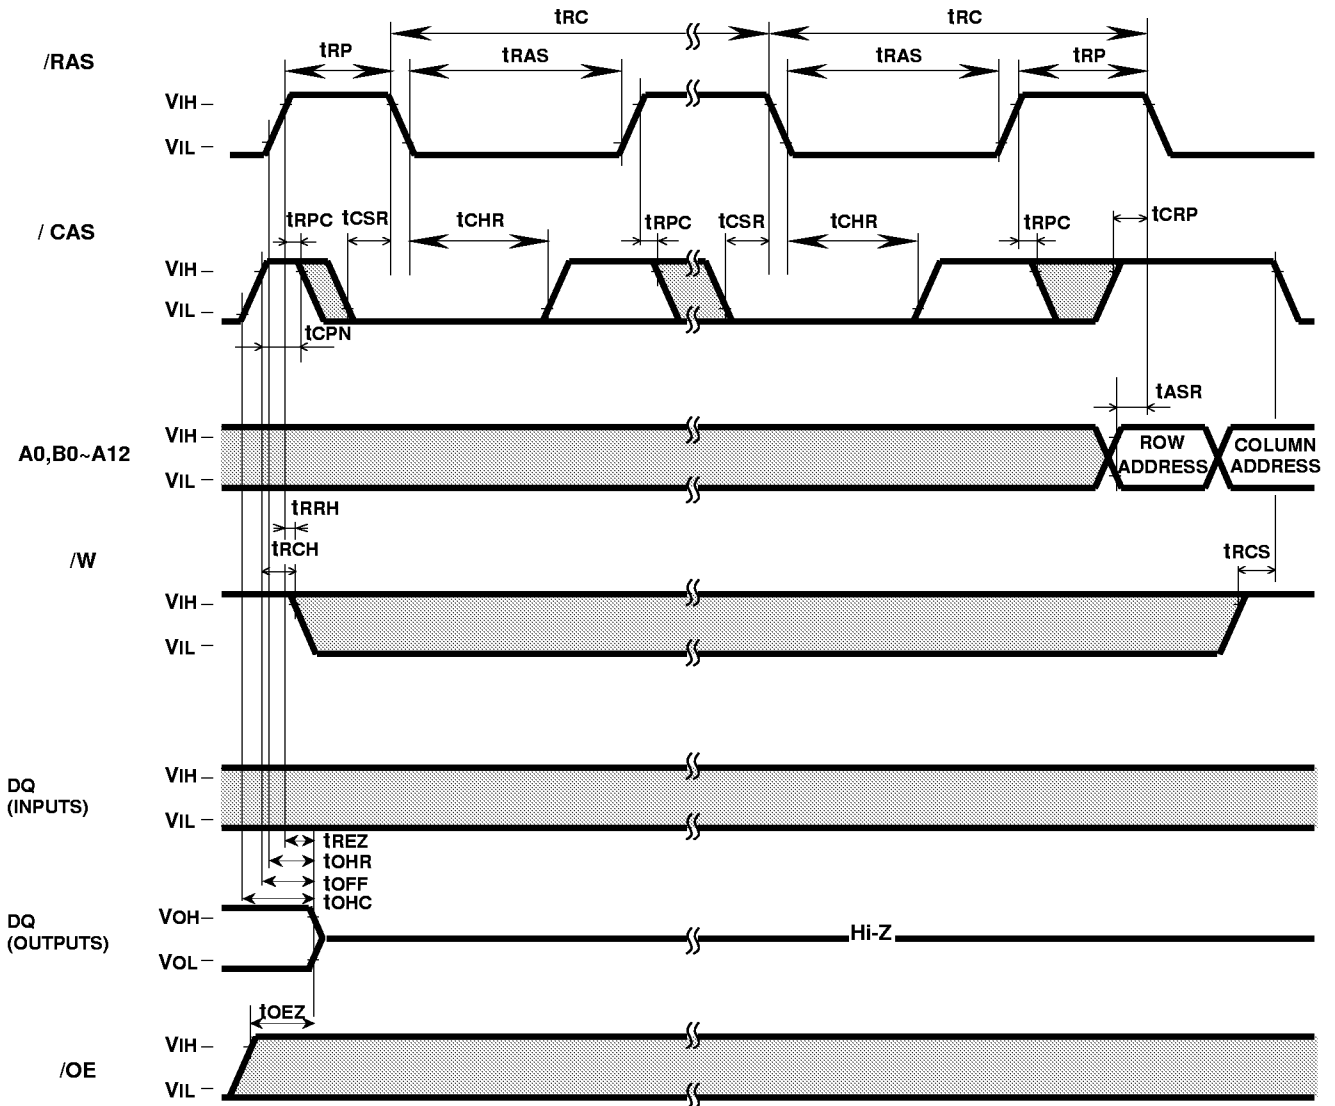 tRC tRC
/RAS tRP tRAS tRAS tRP
VIH
VIL
/ CAS tRPC tCSR tCHR tRPC tCSR tCHR tRPC tCRP
VIH
VIL
tCPN
tASR
A0,B0~A12 VIH ROW COLUMN
VIL ADDRESS ADDRESS
tRRH
/W tRCH tRCS
VIH
VIL
DQ VIH
(INPUTS) VIL
tREZ
tOHR
tOFF
tOHC
DQ VOH
(OUTPUTS) Hi-Z
VOL
tOEZ
/OE VIH
VIL